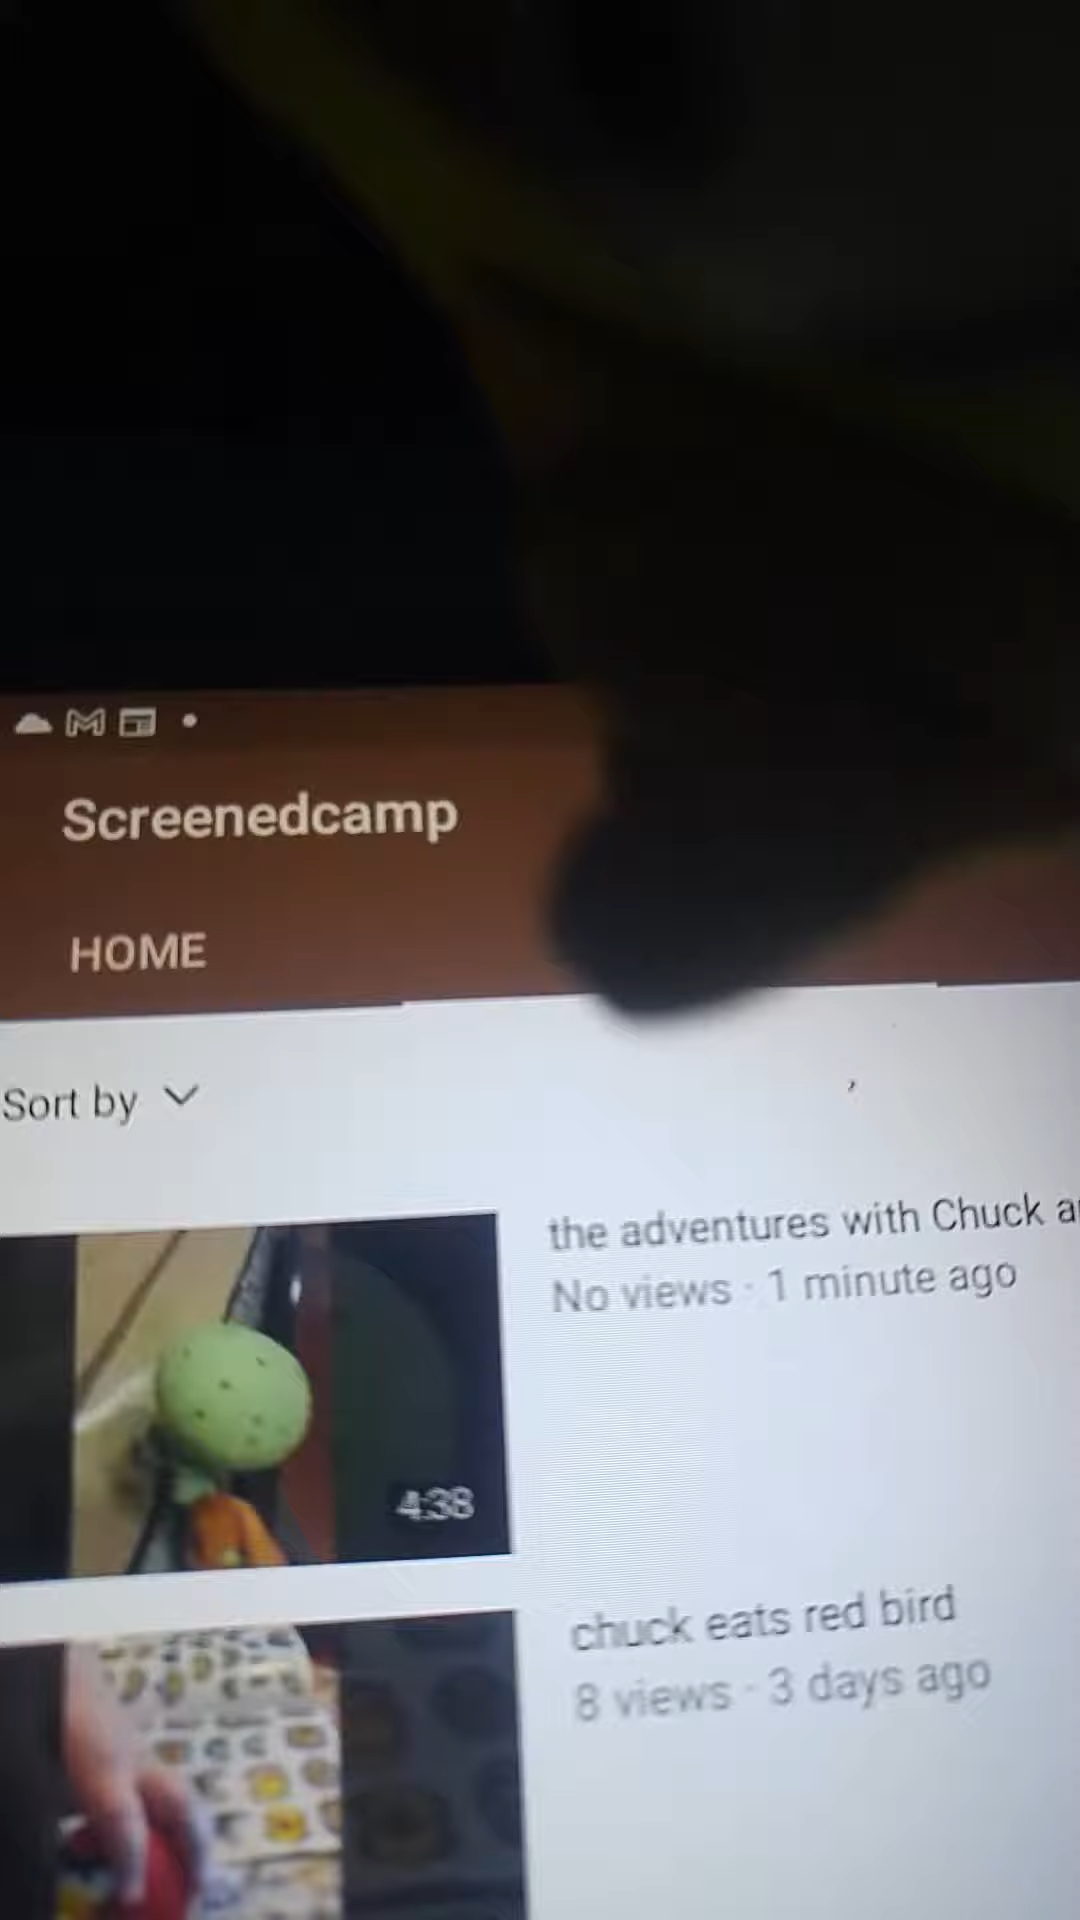 Screenedcamp
HOME
Sort by
the adventures with Chuck
No views · 1 minute ago
4:38
chuck eats red bird
8 views · 3 days ago